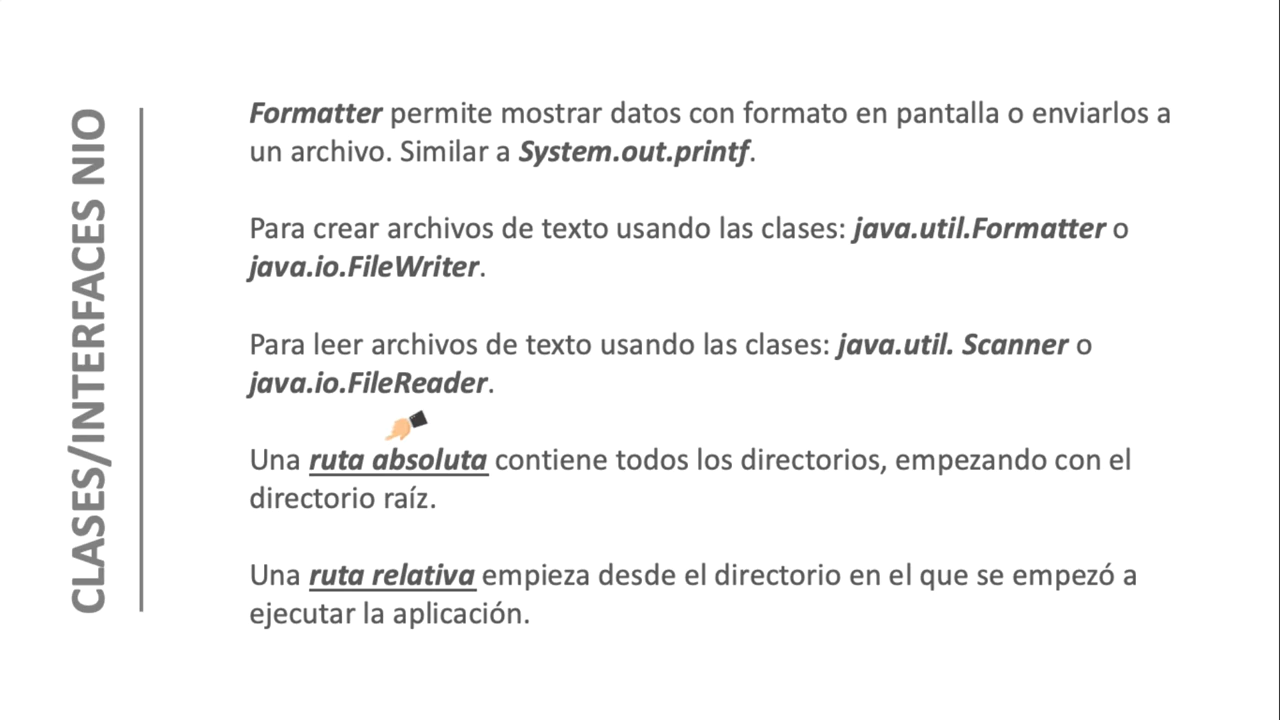 CLASES/INTERFACES NIO
Formatter permite mostrar datos con formato en pantalla o enviarlos a
un archivo. Similar a System.out.printf.
Para crear archivos de texto usando las clases: java.util.Formatter o
java.io.FileWriter.
Para leer archivos de texto usando las clases: java.util. Scanner o
java.io.FileReader.
Una ruta absoluta contiene todos los directorios, empezando con el
directorio raíz.
Una ruta relativa empieza desde el directorio en el que se empezó a
ejecutar la aplicación.